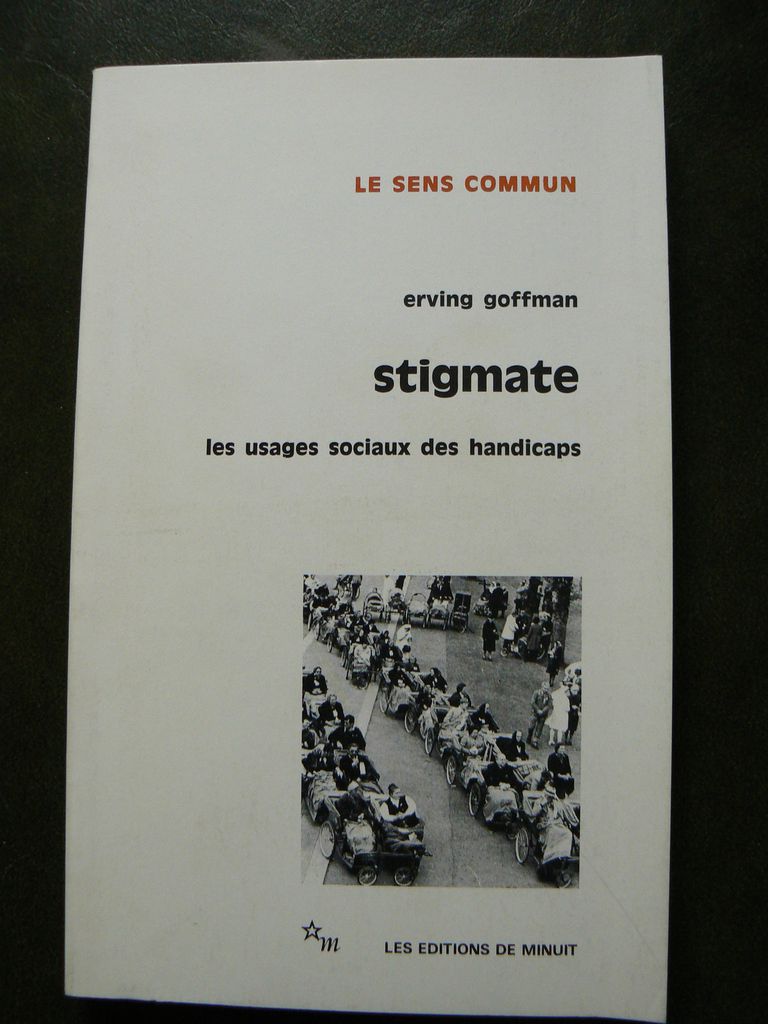 LE SENS COMMUN
erving goffman
stigmate
les usages sociaux des handicaps
m
LES EDITIONS DE MINUIT